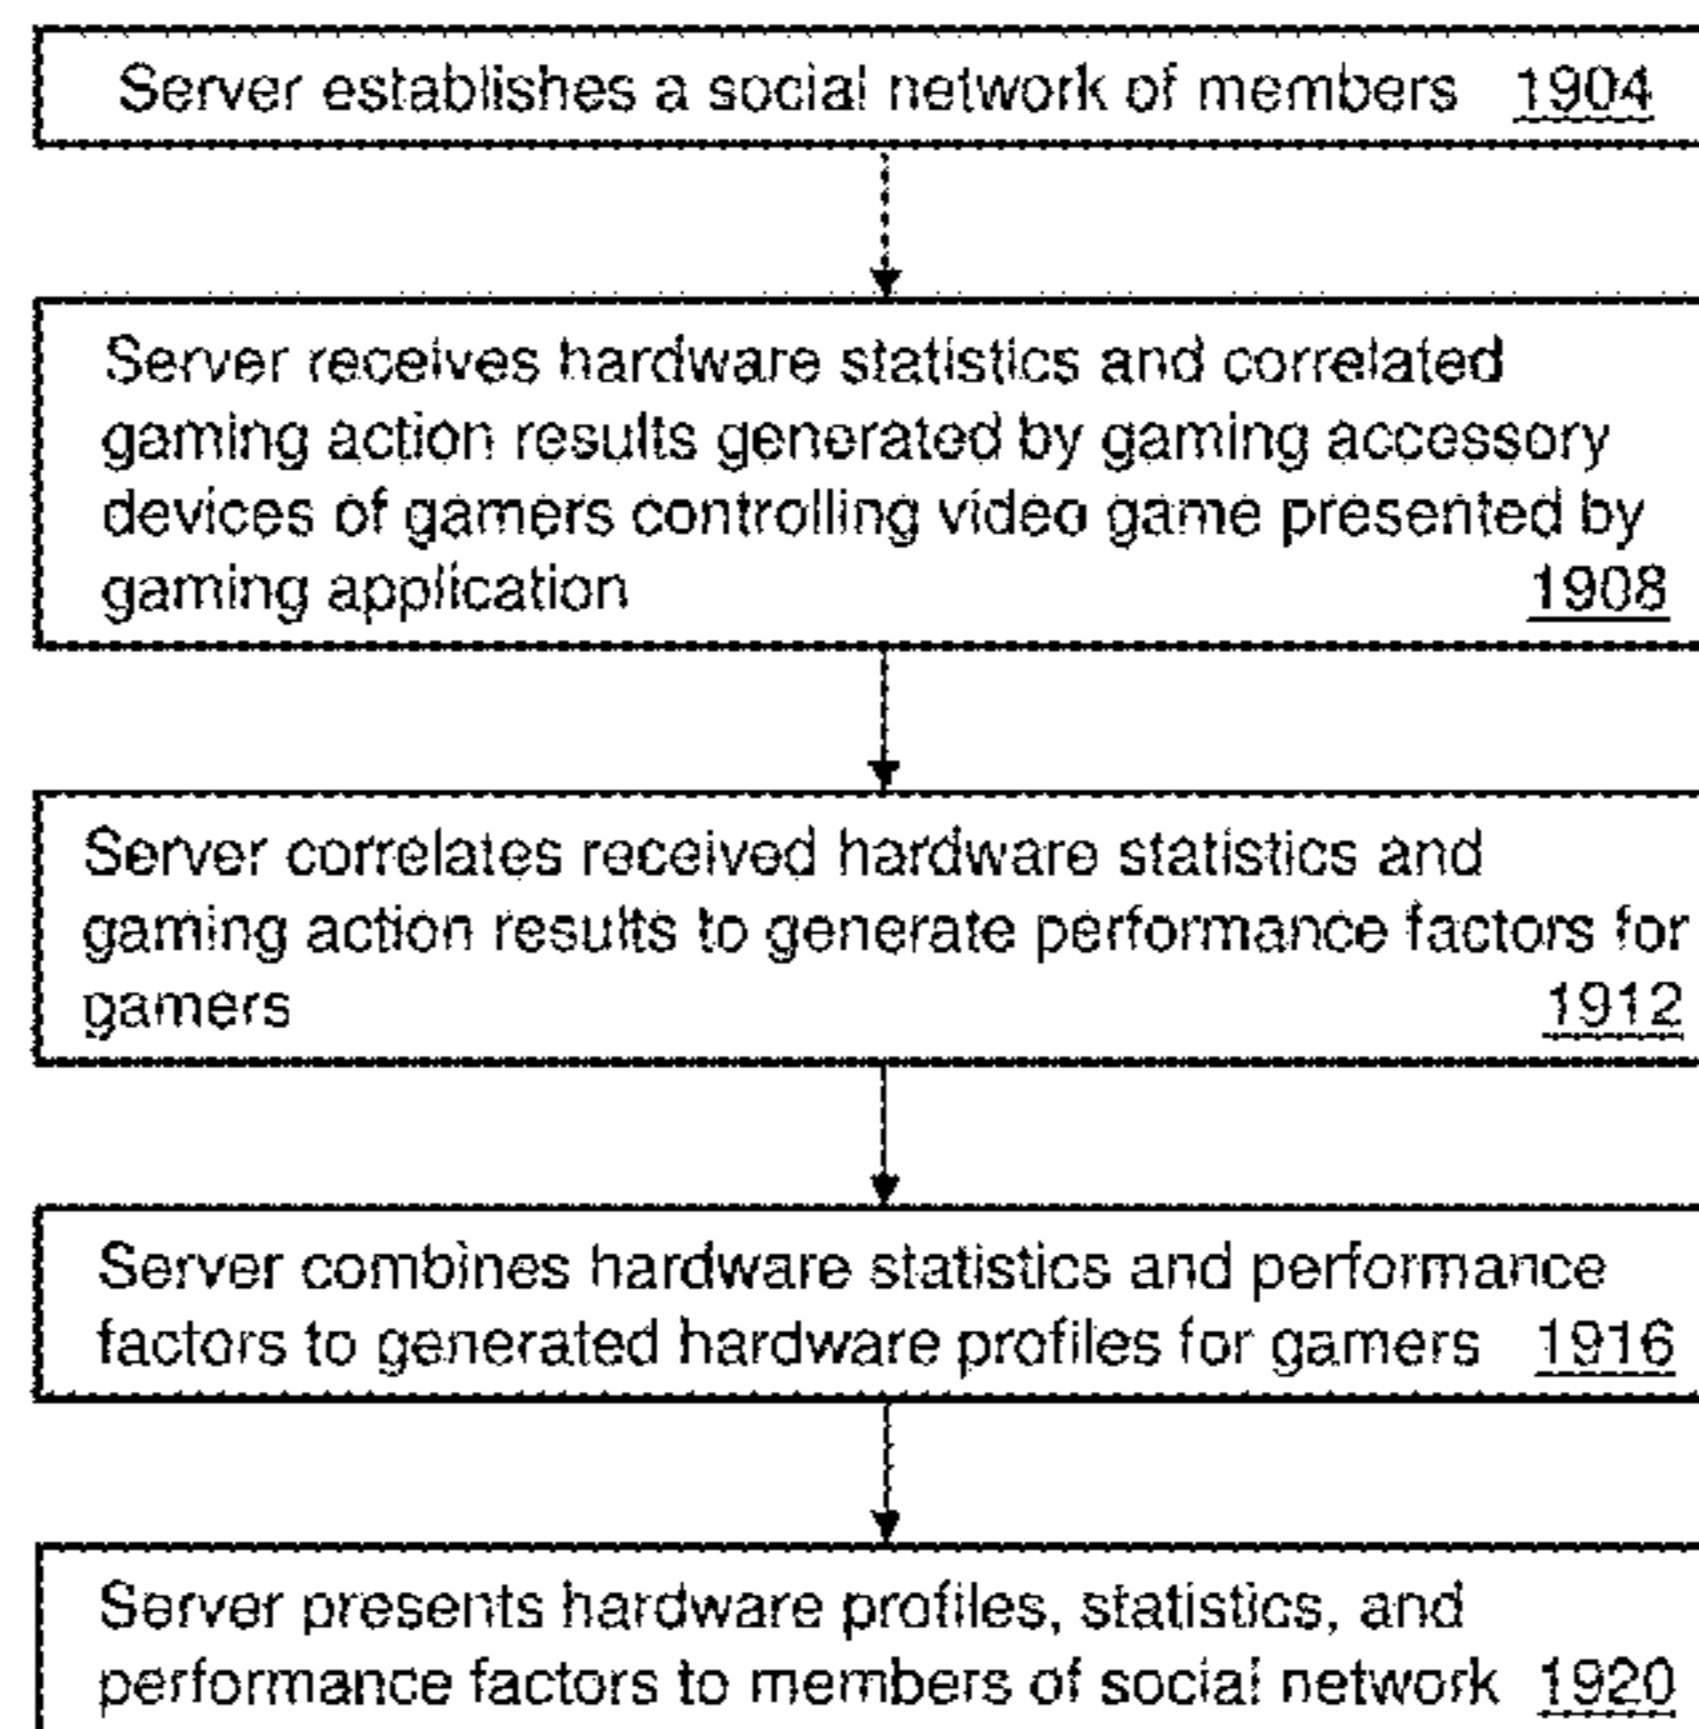 Server establishes a social network of members 1904
Server receives hardware statistics and correlated
gaming action results generated by gaming accessory
devices of gamers controlling video game presented by
gaming application 1908
Server correlates received hardware statistics and
gaming action results to generate performance factors for
gamers 1912
Server combines hardware statistics and performance
factors to generated hardware profiles for gamers 1916
Server presents hardware profiles, statistics, and
performance factors to members of social network 1920